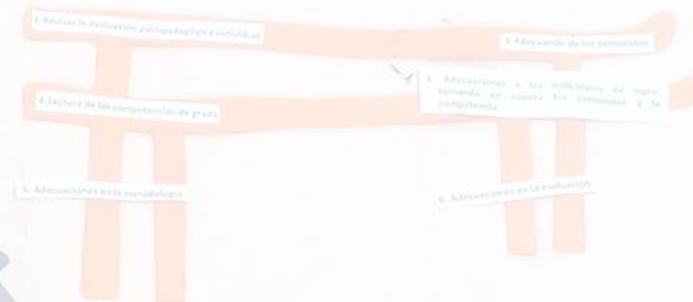 1. Revisar la evaluación psicopedagógica individual
3. Adecuación de los contenidos
4. Adecuaciones a los indicadores de logro,
tomando en cuenta los contenidos y la
competencia.
2. Lectura de las competencias de grado
5. Adecuaciones en la metodología
6. Adecuaciones en la evaluación